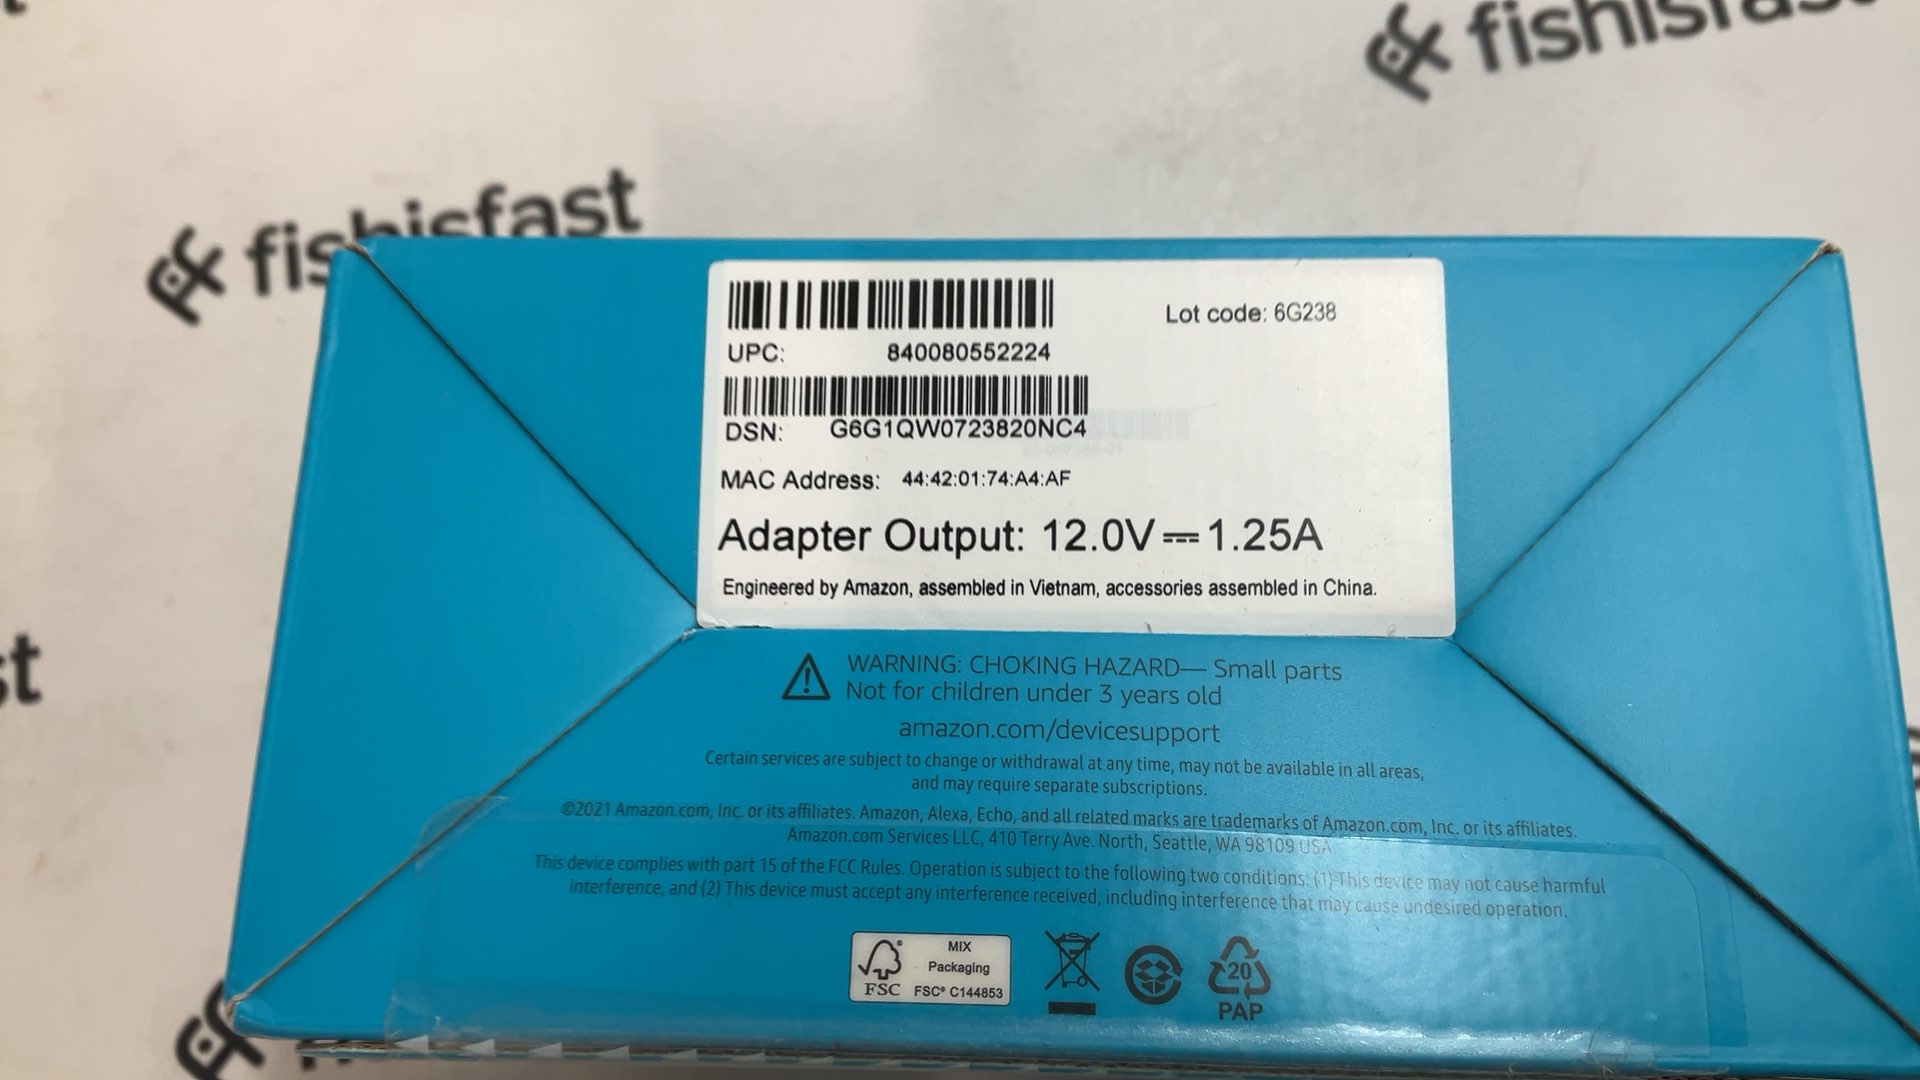 fishisfast
fishisfast
st
Lot code: 6G238
UPC: 840080552224
DSN: G6G1QW0723820NC4
MAC Address: 44:42:01:74:A4:AF
Adapter Output: 12.0V⎓1.25A
Engineered by Amazon, assembled in Vietnam, accessories assembled in China.
WARNING: CHOKING HAZARD— Small parts
Not for children under 3 years old
amazon.com/devicesupport
Certain services are subject to change or withdrawal at any time, may not be available in all areas,
and may require separate subscriptions.
©2021 Amazon.com, Inc. or its affiliates. Amazon, Alexa, Echo, and all related marks are trademarks of Amazon.com, Inc. or its affiliates.
Amazon.com Services LLC, 410 Terry Ave. North, Seattle, WA 98109 USA
This device complies with part 15 of the FCC Rules. Operation is subject to the following two conditions: (1) This device may not cause harmful
interference, and (2) This device must accept any interference received, including interference that may cause undesired operation.
MIX
Packaging
FSC FSC® C144853
20
PAP